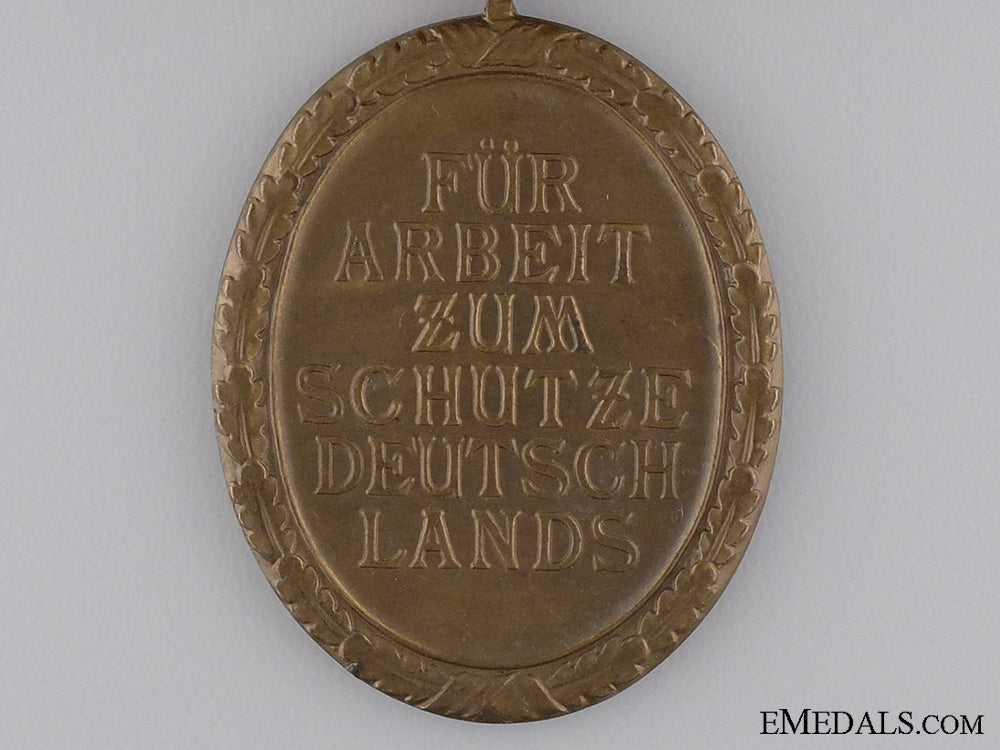 FÜR
ARBEIT
ZUM
SCHUTZE
DEUTSCH
LANDS
EMEDALS.COM